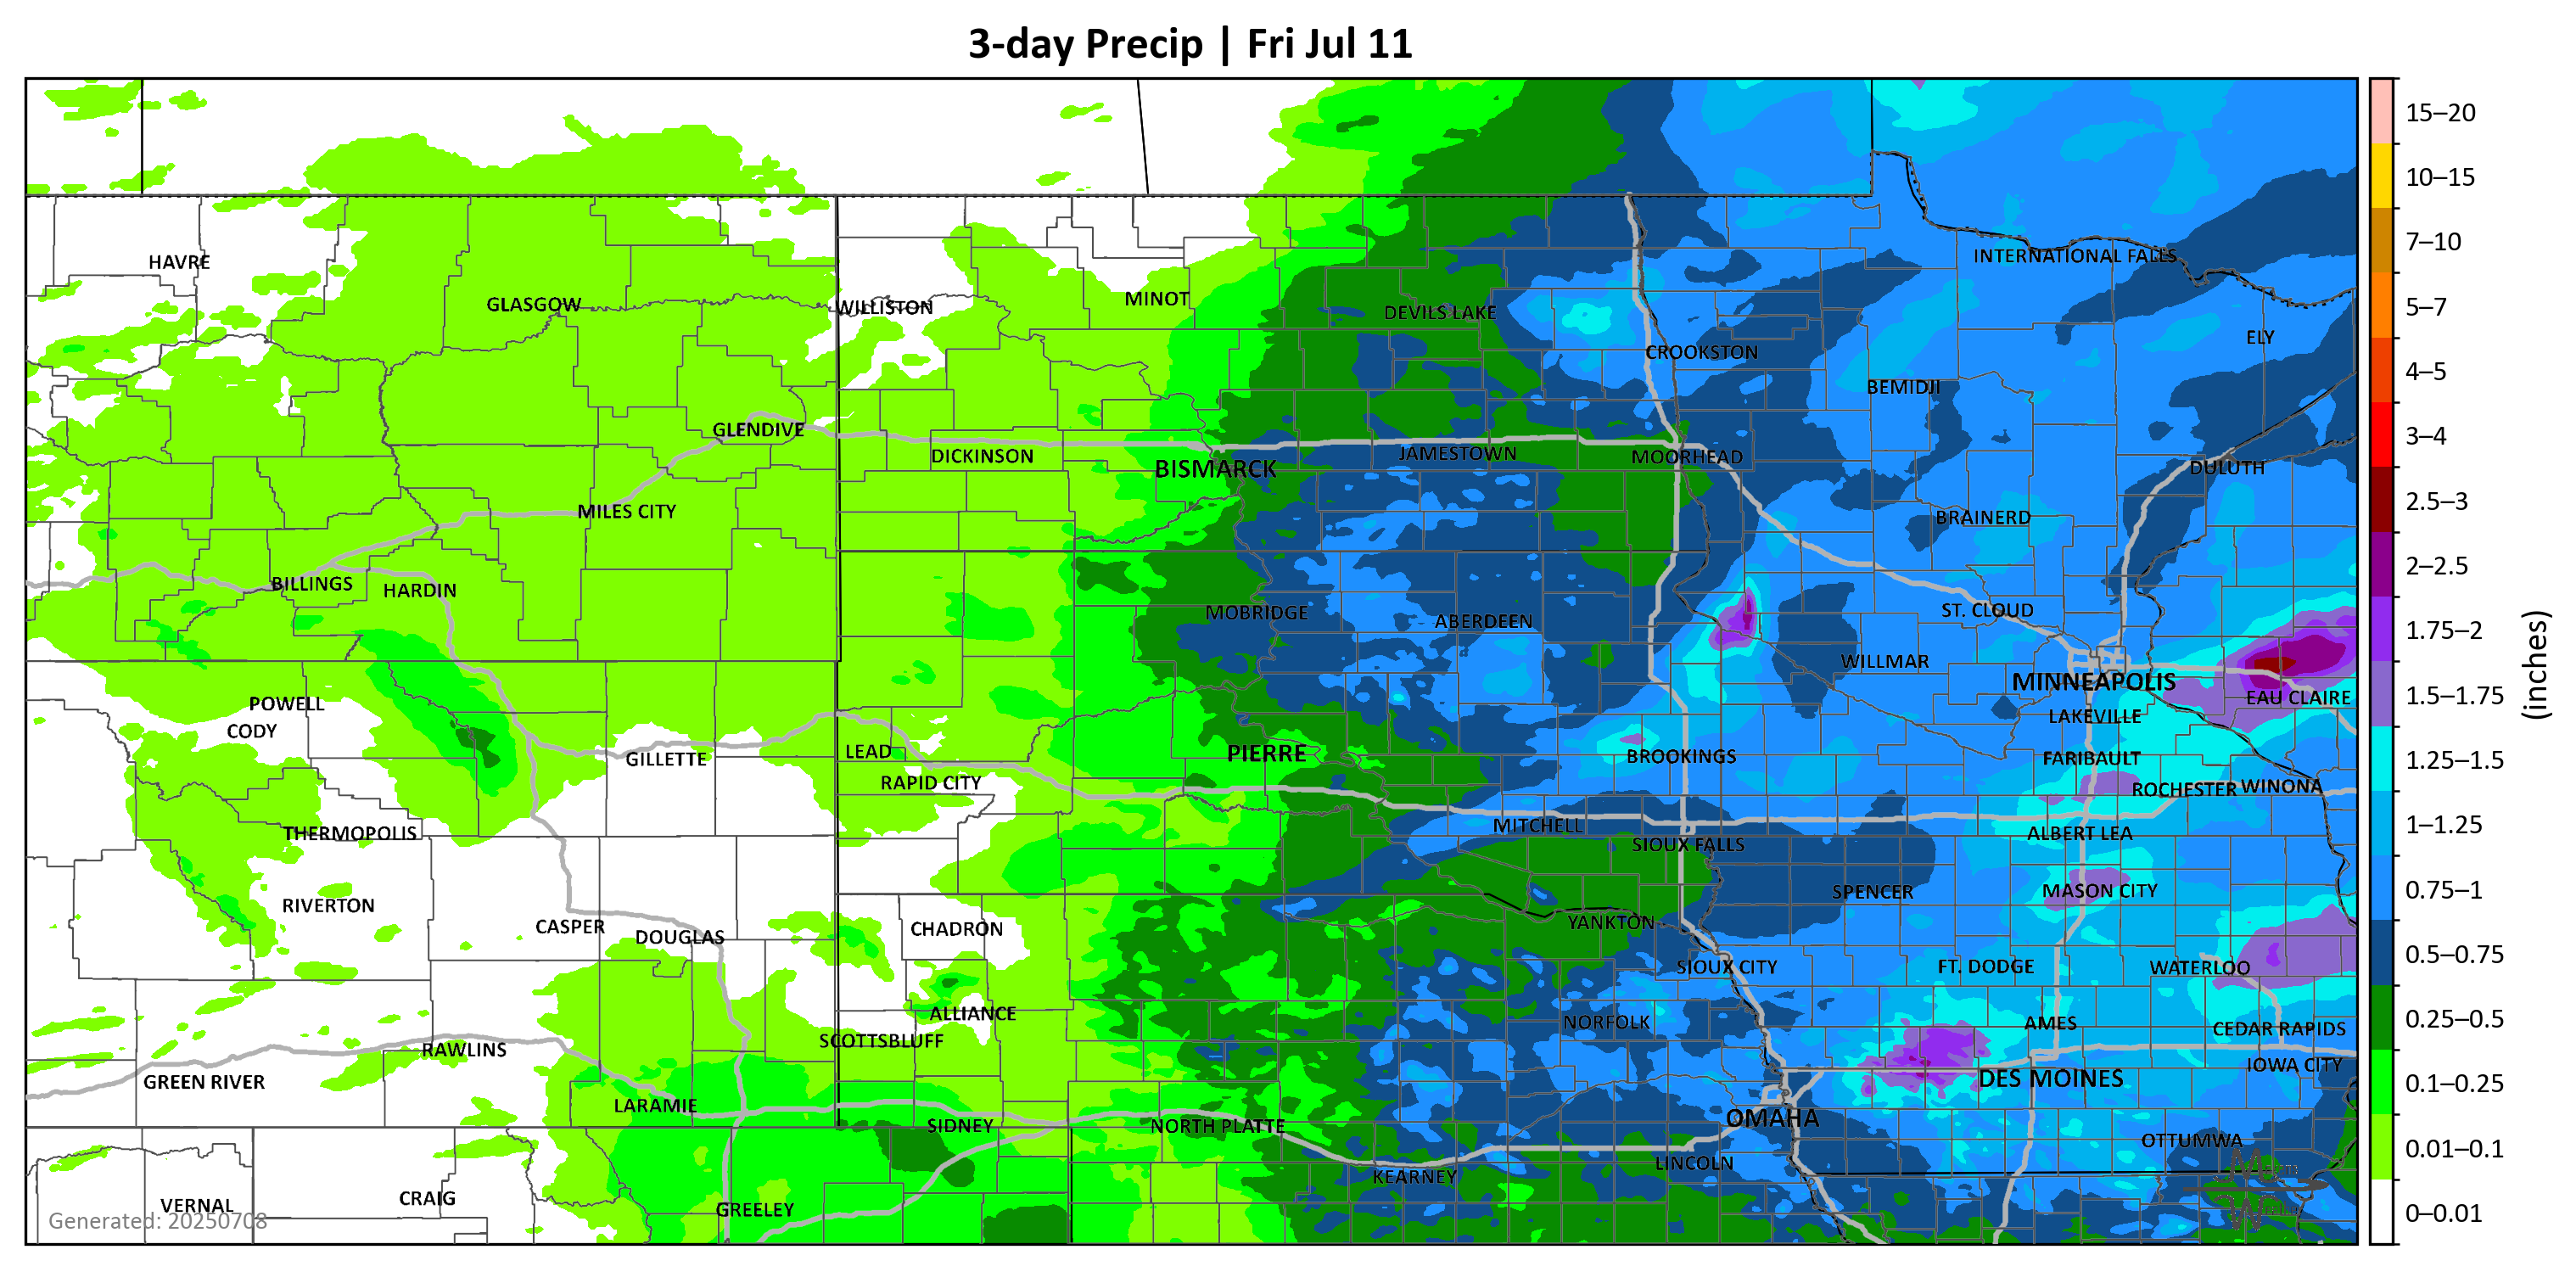 3-day Precip | Fri Jul 11
HAVRE
INTERNATIONAL FALLS
GLASGOW
WILLISTON
MINOT
DEVILS LAKE
ELY
CROOKSTON
BEMIDJI
GLENDIVE
DICKINSON
BISMARCK
JAMESTOWN
MOORHEAD
DULUTH
MILES CITY
BRAINERD
BILLINGS
HARDIN
MOBRIDGE
ABERDEEN
ST. CLOUD
WILLMAR
MINNEAPOLIS
EAU CLAIRE
POWELL
CODY
LAKEVILLE
GILLETTE
LEAD
RAPID CITY
PIERRE
BROOKINGS
FARIBAULT
ROCHESTER
WINONA
THERMOPOLIS
MITCHELL
SIOUX FALLS
ALBERT LEA
RIVERTON
SPENCER
MASON CITY
CASPER
DOUGLAS
CHADRON
YANKTON
SIOUX CITY
FT. DODGE
WATERLOO
ALLIANCE
SCOTTSBLUFF
NORFOLK
AMES
CEDAR RAPIDS
RAWLINS
GREEN RIVER
IOWA CITY
LARAMIE
DES MOINES
SIDNEY
NORTH PLATTE
OMAHA
OTTUMWA
KEARNEY
LINCOLN
VERNAL
CRAIG
GREELEY
Generated: 20250708
15–20
10–15
7–10
5–7
4–5
3–4
2.5–3
2–2.5
1.75–2
1.5–1.75
1.25–1.5
1–1.25
0.75–1
0.5–0.75
0.25–0.5
0.1–0.25
0.01–0.1
0–0.01
(inches)